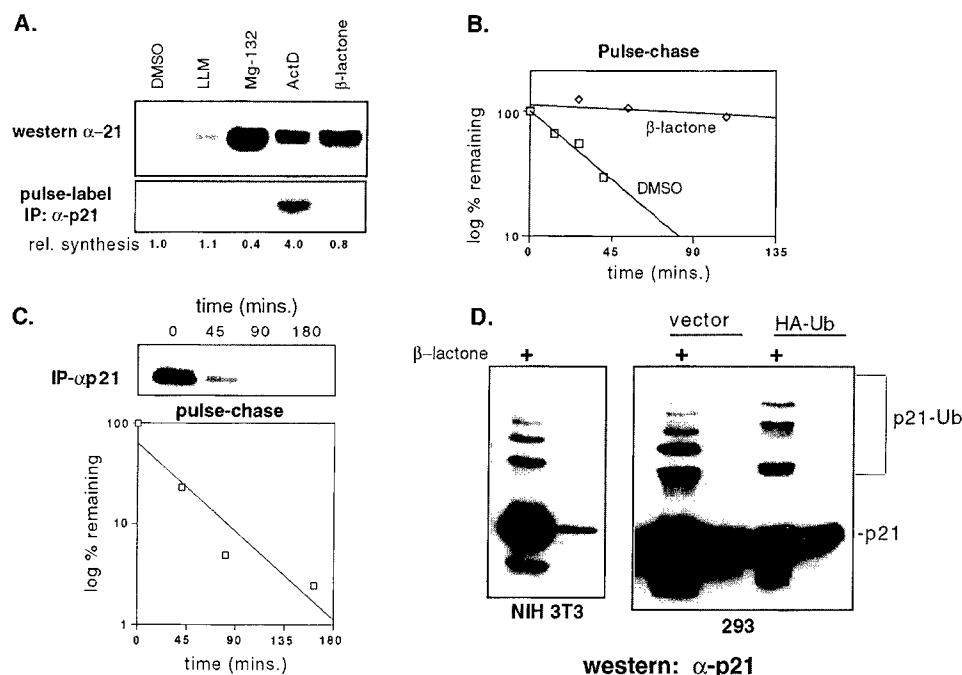 A.
DMSO
LLM
Mg-132
ActD
β-lactone
western α-21
pulse-label
IP: α-p21
rel. synthesis 1.0 1.1 0.4 4.0 0.8
B.
Pulse-chase
log % remaining
100
10
β-lactone
DMSO
0 45 90 135
time (mins.)
C.
time (mins.)
0 45 90 180
IP-αp21
pulse-chase
log % remaining
100
10
1
0 45 90 135 180
time (mins.)
D.
vector HA-Ub
β-lactone + + +
p21-Ub
-p21
NIH 3T3
293
western: α-p21